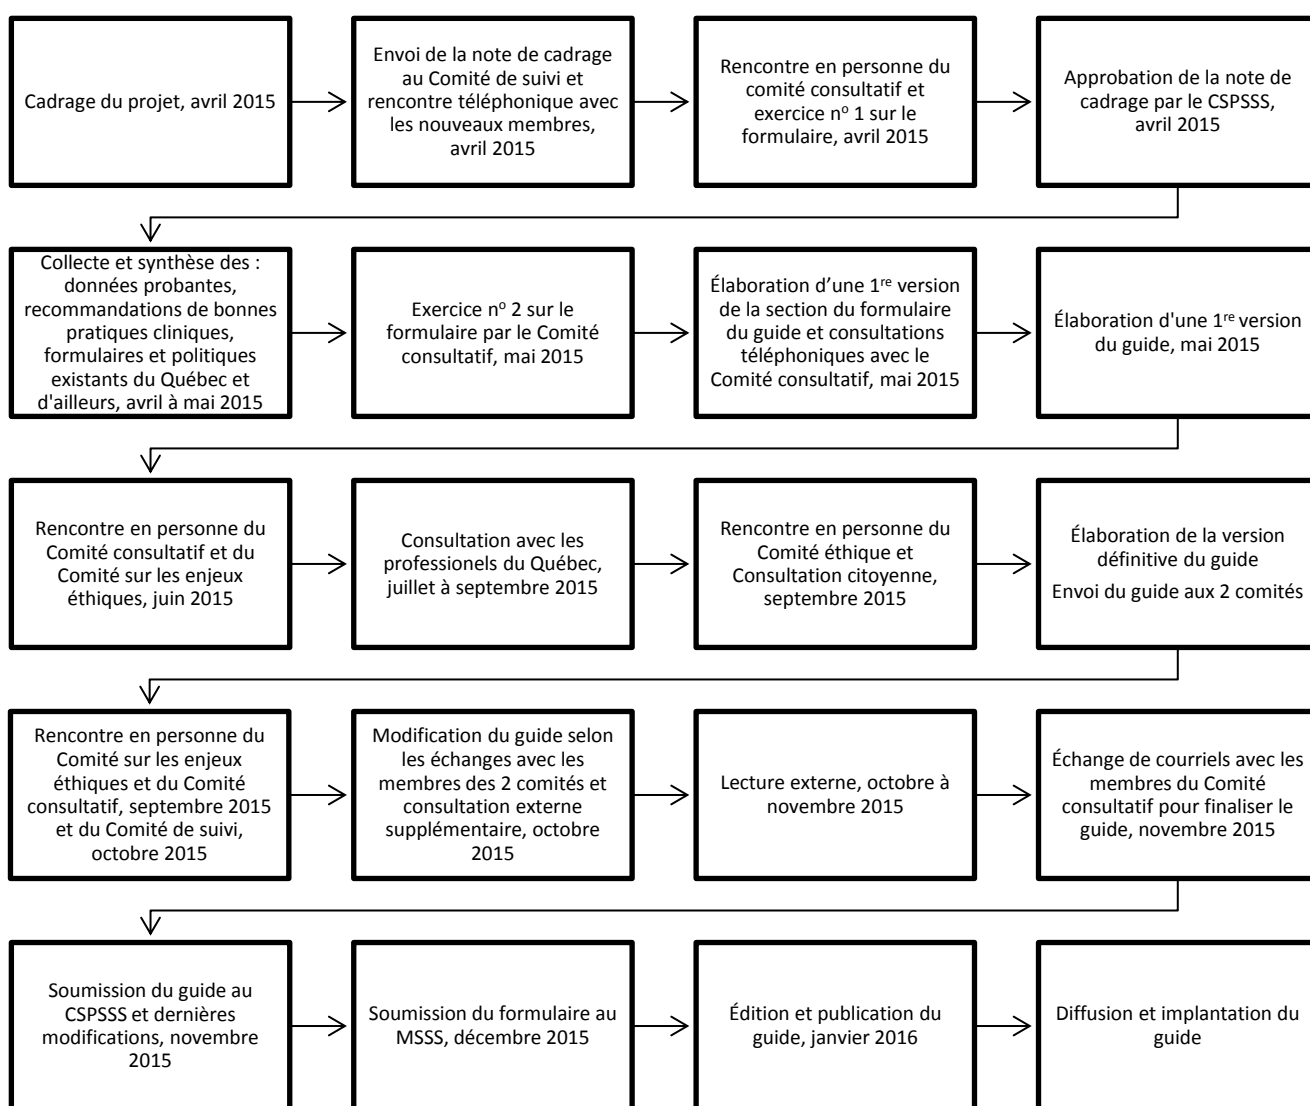 Cadrage du projet, avril 2015
Envoi de la note de cadrage
au Comité de suivi et
rencontre téléphonique avec
les nouveaux membres,
avril 2015
Rencontre en personne du
comité consultatif et
exercice nº 1 sur le
formulaire, avril 2015
Approbation de la note de
cadrage par le CSPSSS,
avril 2015
Collecte et synthèse des :
données probantes,
recommandations de bonnes
pratiques cliniques,
formulaires et politiques
existants du Québec et
d'ailleurs, avril à mai 2015
Exercice nº 2 sur le
formulaire par le Comité
consultatif, mai 2015
Élaboration d’une 1re version
de la section du formulaire
du guide et consultations
téléphoniques avec le
Comité consultatif, mai 2015
Élaboration d'une 1re version
du guide, mai 2015
Rencontre en personne du
Comité consultatif et du
Comité sur les enjeux
éthiques, juin 2015
Consultation avec les
professionels du Québec,
juillet à septembre 2015
Rencontre en personne du
Comité éthique et
Consultation citoyenne,
septembre 2015
Élaboration de la version
définitive du guide
Envoi du guide aux 2 comités
Rencontre en personne du
Comité sur les enjeux
éthiques et du Comité
consultatif, septembre 2015
et du Comité de suivi,
octobre 2015
Modification du guide selon
les échanges avec les
membres des 2 comités et
consultation externe
supplémentaire, octobre
2015
Lecture externe, octobre à
novembre 2015
Échange de courriels avec les
membres du Comité
consultatif pour finaliser le
guide, novembre 2015
Soumission du guide au
CSPSSS et dernières
modifications, novembre
2015
Soumission du formulaire au
MSSS, décembre 2015
Édition et publication du
guide, janvier 2016
Diffusion et implantation du
guide